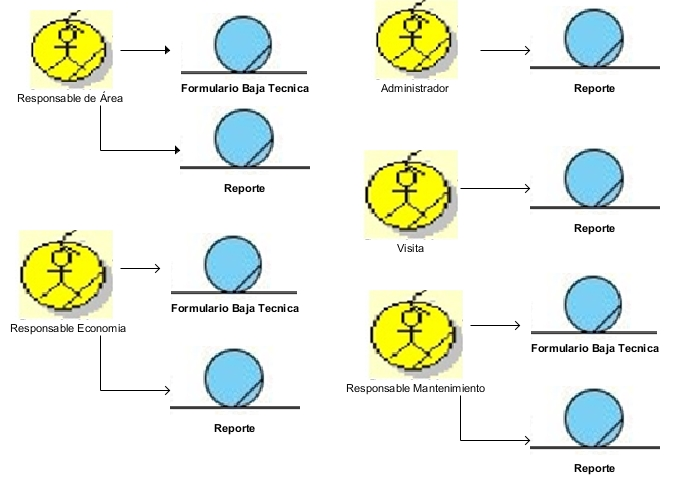 Responsable de Área
Formulario Baja Tecnica
Reporte
Responsable Economia
Formulario Baja Tecnica
Reporte
Administrador
Reporte
Visita
Reporte
Responsable Mantenimiento
Formulario Baja Tecnica
Reporte